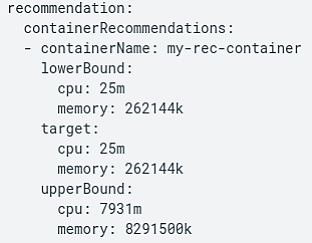 recommendation:
  containerRecommendations:
  - containerName: my-rec-container
    lowerBound:
      cpu: 25m
      memory: 262144k
    target:
      cpu: 25m
      memory: 262144k
    upperBound:
      cpu: 7931m
      memory: 8291500k